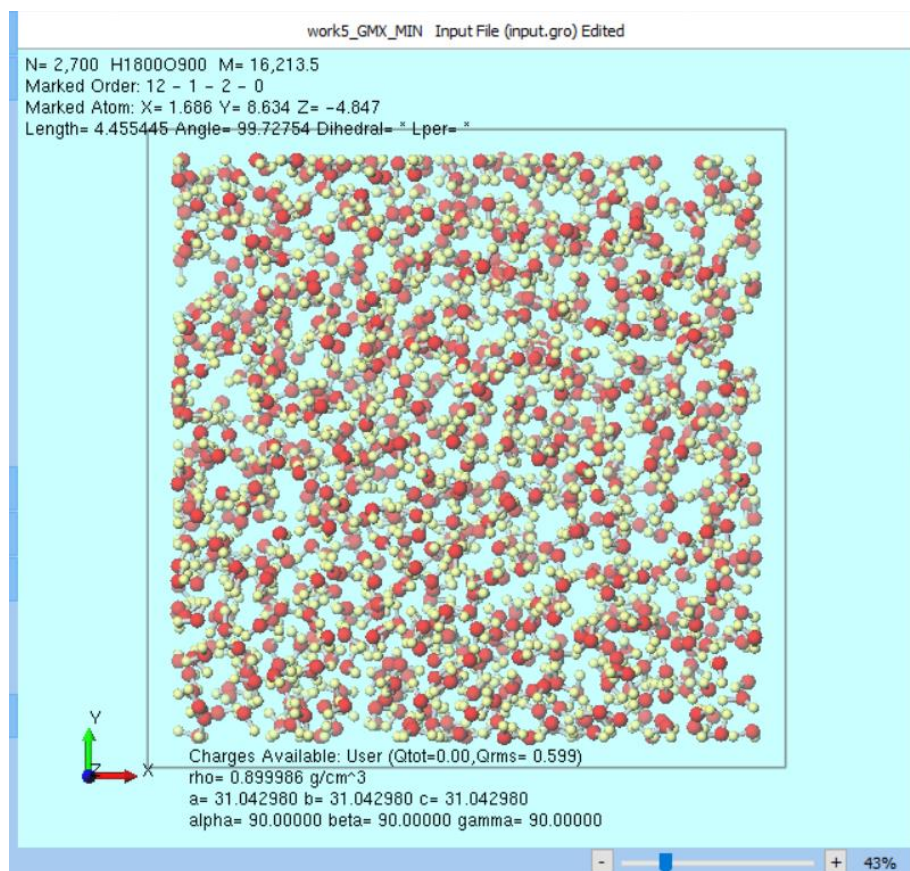 work5_GMX_MIN   Input File (input.gro) Edited
N= 2,700  H1800O900  M= 16,213.5
Marked Order: 12 - 1 - 2 - 0
Marked Atom: X= 1.686 Y= 8.634 Z= -4.847
Length= 4.455445 Angle= 99.72754 Dihedral= * Lper= *
Y
Z
X
Charges Available: User (Qtot=0.00,Qrms= 0.599)
rho= 0.899986 g/cm^3
a= 31.042980 b= 31.042980 c= 31.042980
alpha= 90.00000 beta= 90.00000 gamma= 90.00000
- + 43%